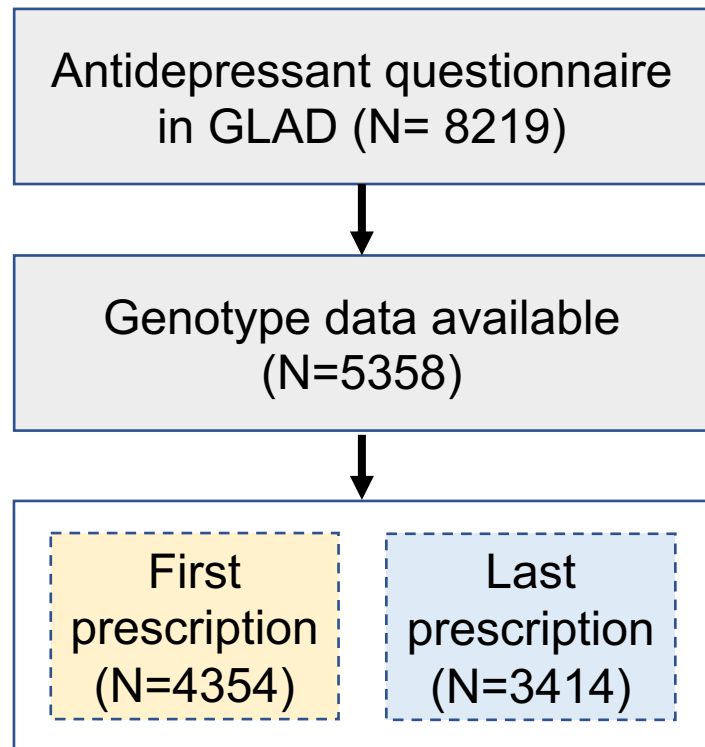 Antidepressant questionnaire
in GLAD (N= 8219)
Genotype data available
(N=5358)
First
prescription
(N=4354)
Last
prescription
(N=3414)